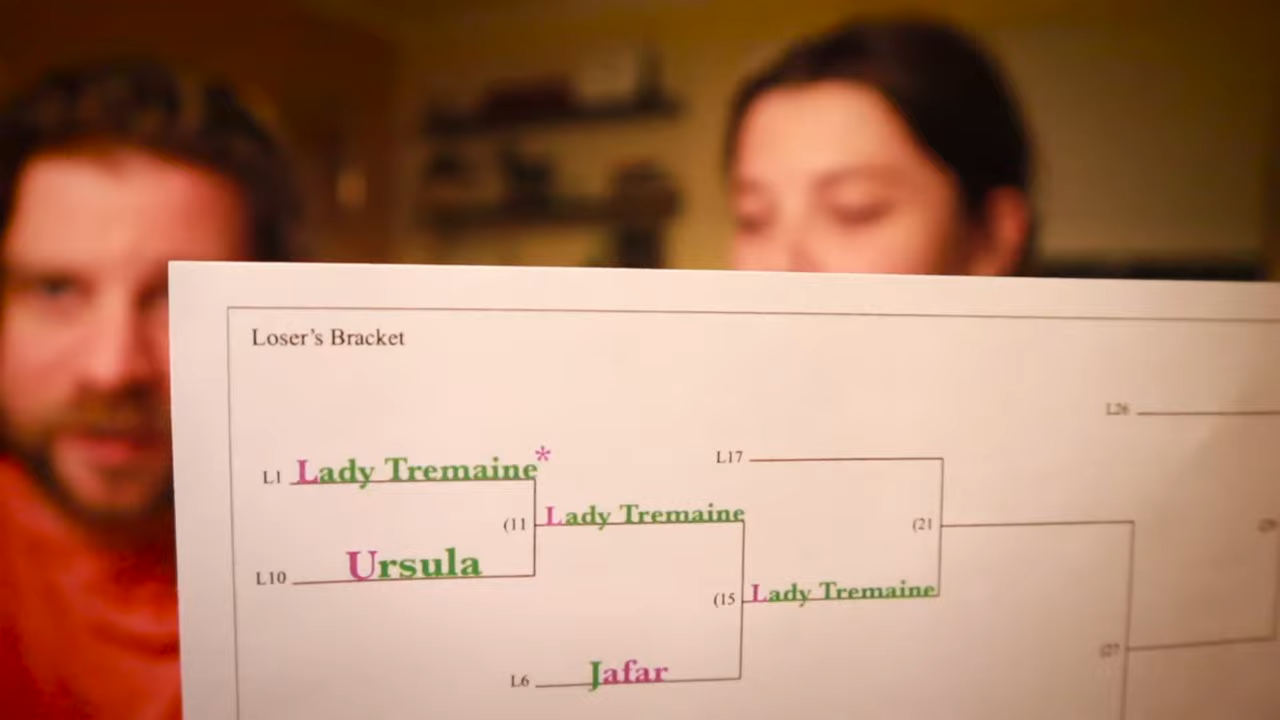 Loser's Bracket
L26
L1 Lady Tremaine*
L17
(11 Lady Tremaine
(21
L10 Ursula
(15 Lady Tremaine
L6 Jafar